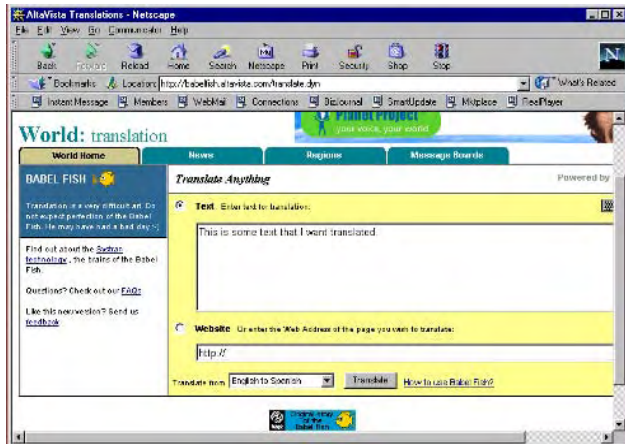 AltaVista Translations - Netscape
File Edit View Go Communicator Help
Back Forward Reload Home Search Netscape Print Security Shop Stop
Bookmarks Location: http://babelfish.altavista.com/translate.dyn What's Related
Instant Message Members WebMail Connections BizJournal SmartUpdate Mktplace RealPlayer
World: translation
Planet Project
your voice, your world
World Home News Regions Message Boards
BABEL FISH
Translation is a very difficult art. Do
not expect perfection of the Babel
Fish. He may have had a bad day :-)
Find out about the Systran
technology, the brains of the Babel
Fish.
Questions? Check out our FAQs
Like this new version? Send us
feedback
Translate Anything Powered by
Text Enter text for translation:
This is some text that I want translated.
Website Or enter the Web Address of the page you wish to translate:
http://
Translate from English to Spanish Translate How to use Babel Fish?
Original story
of the
Babel Fish